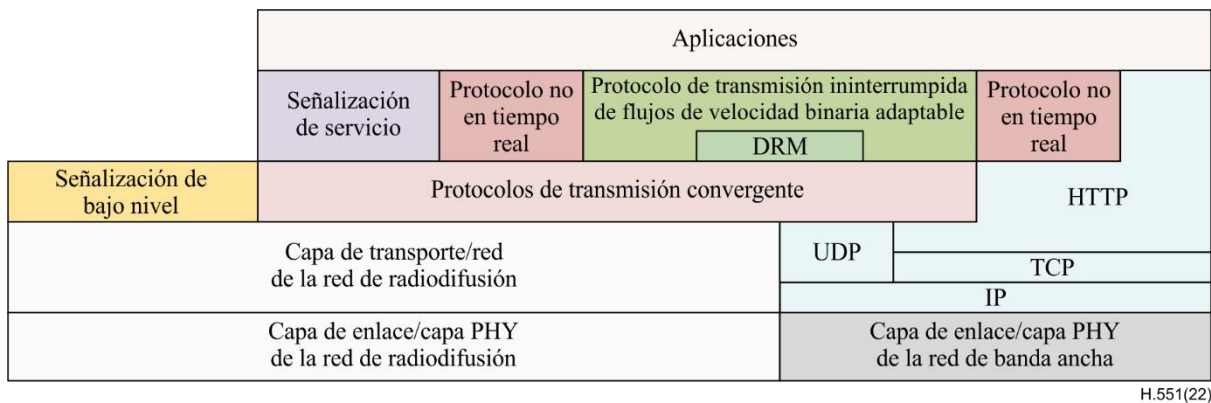 Aplicaciones
Señalización
de servicio
Protocolo no
en tiempo
real
Protocolo de transmisión ininterrumpida
de flujos de velocidad binaria adaptable
DRM
Protocolo no
en tiempo
real
Señalización de
bajo nivel
Protocolos de transmisión convergente
HTTP
Capa de transporte/red
de la red de radiodifusión
UDP
TCP
IP
Capa de enlace/capa PHY
de la red de radiodifusión
Capa de enlace/capa PHY
de la red de banda ancha
H.551(22)